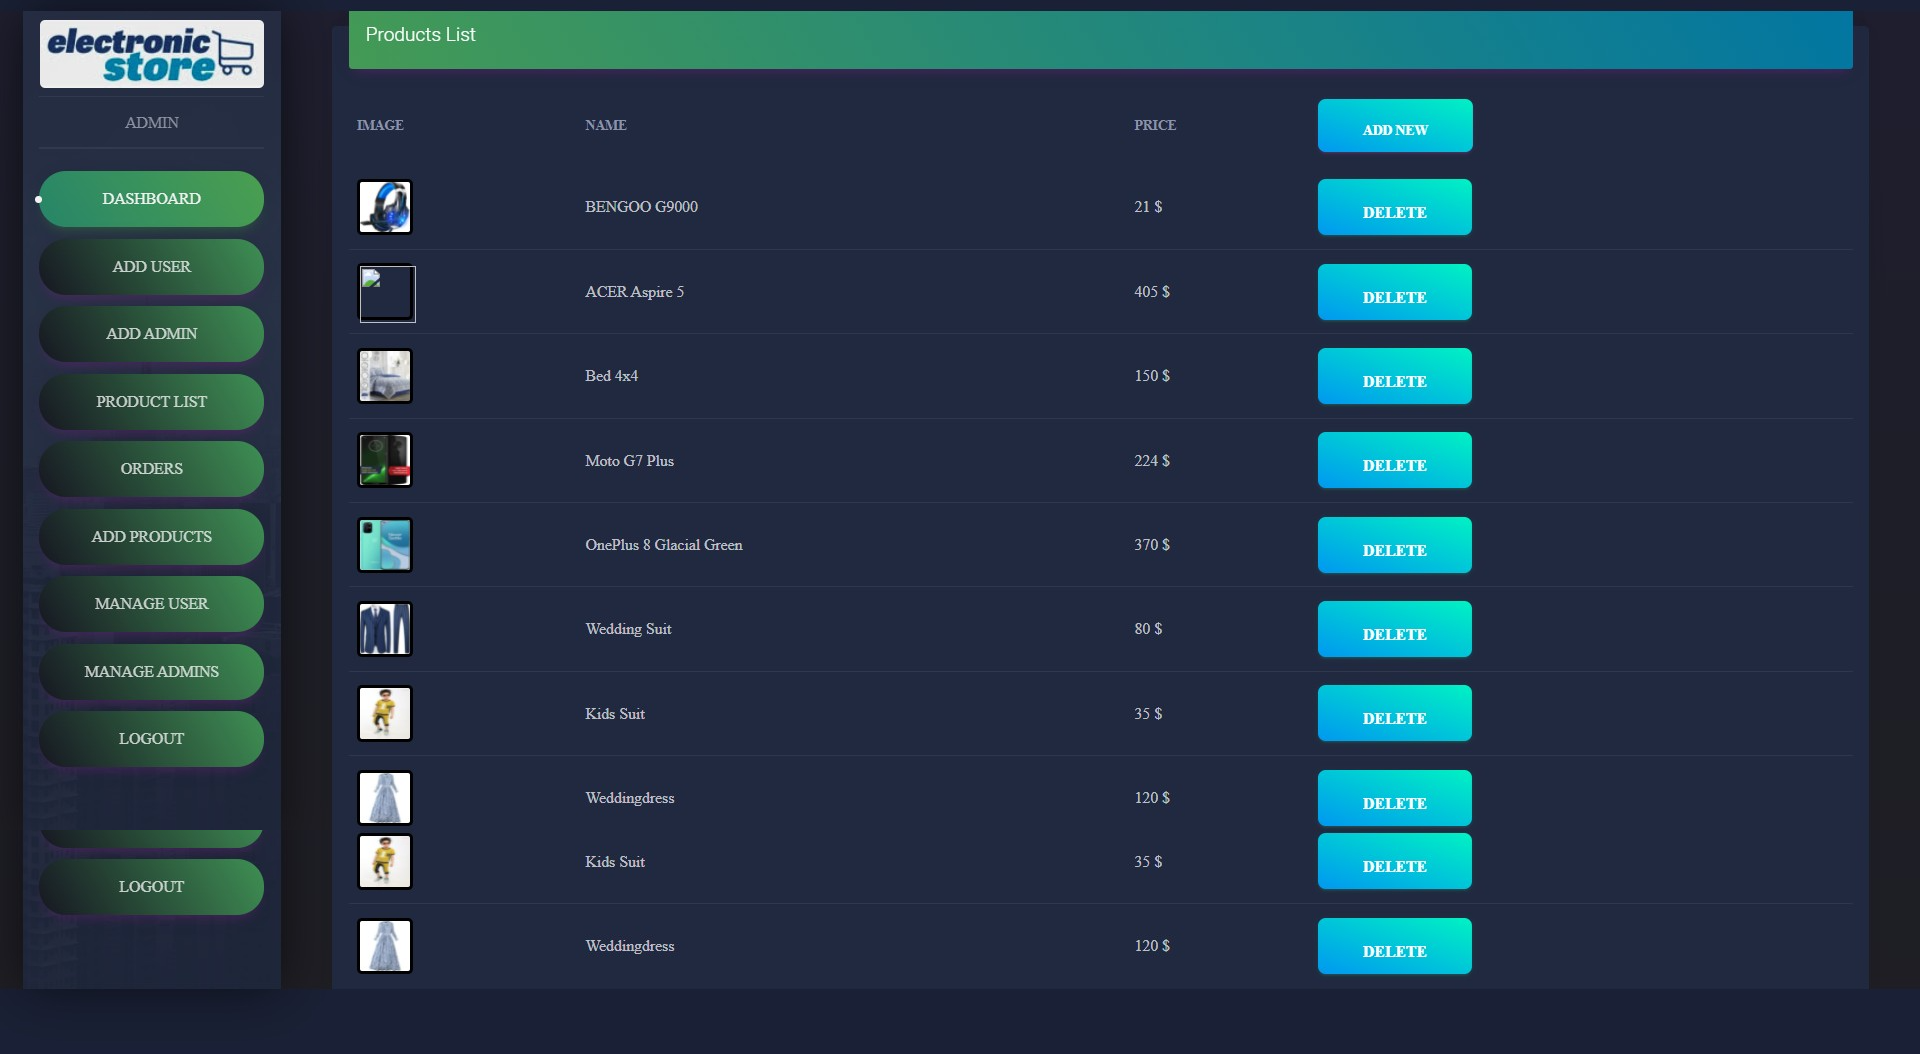 electronic
store
ADMIN
DASHBOARD
ADD USER
ADD ADMIN
PRODUCT LIST
ORDERS
ADD PRODUCTS
MANAGE USER
MANAGE ADMINS
LOGOUT
LOGOUT
Products List
IMAGE NAME PRICE ADD NEW
BENGOO G9000 21 $ DELETE
ACER Aspire 5 405 $ DELETE
Bed 4x4 150 $ DELETE
Moto G7 Plus 224 $ DELETE
OnePlus 8 Glacial Green 370 $ DELETE
Wedding Suit 80 $ DELETE
Kids Suit 35 $ DELETE
Weddingdress 120 $ DELETE
Kids Suit 35 $ DELETE
Weddingdress 120 $ DELETE